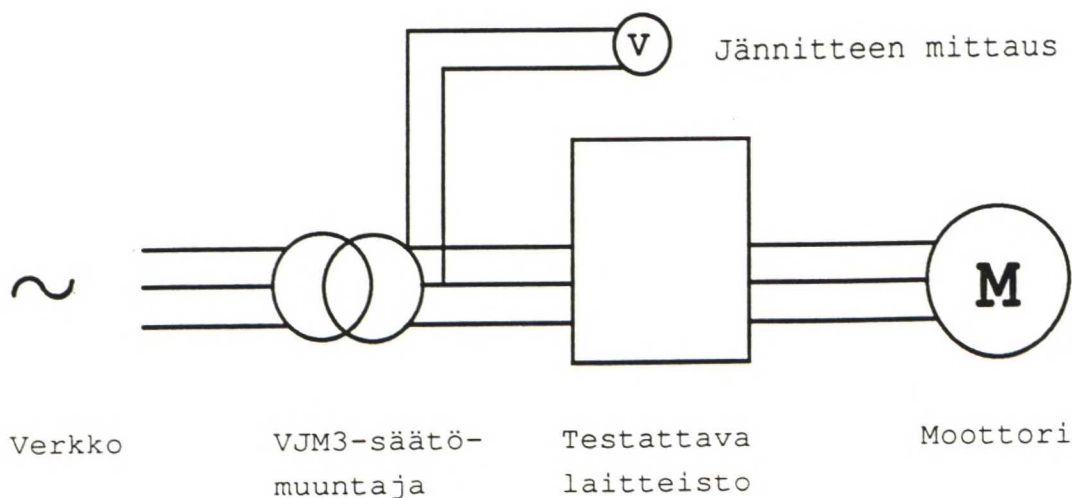 V
Jännitteen mittaus
M
Verkko
VJM3-säätö-
muuntaja
Testattava
laitteisto
Moottori